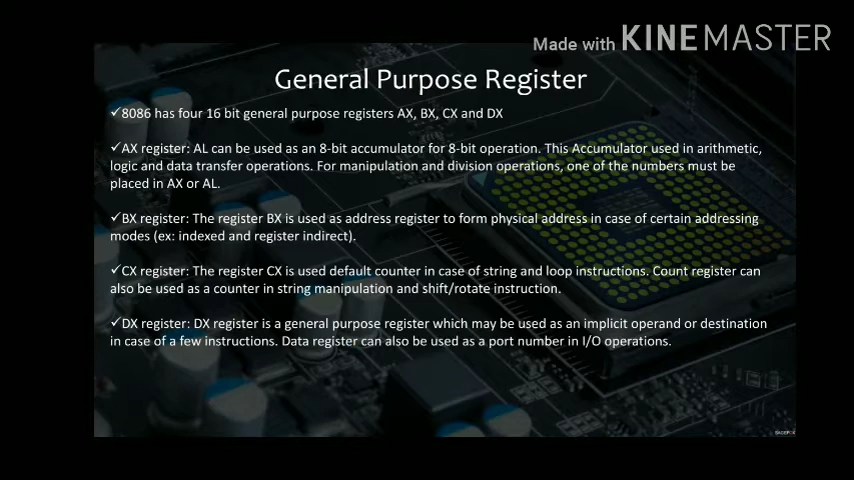 Made with KINEMASTER
General Purpose Register
✓8086 has four 16 bit general purpose registers AX, BX, CX and DX
✓AX register: AL can be used as an 8-bit accumulator for 8-bit operation. This Accumulator used in arithmetic,
logic and data transfer operations. For manipulation and division operations, one of the numbers must be
placed in AX or AL.
✓BX register: The register BX is used as address register to form physical address in case of certain addressing
modes (ex: indexed and register indirect).
✓CX register: The register CX is used default counter in case of string and loop instructions. Count register can
also be used as a counter in string manipulation and shift/rotate instruction.
✓DX register: DX register is a general purpose register which may be used as an implicit operand or destination
in case of a few instructions. Data register can also be used as a port number in I/O operations.